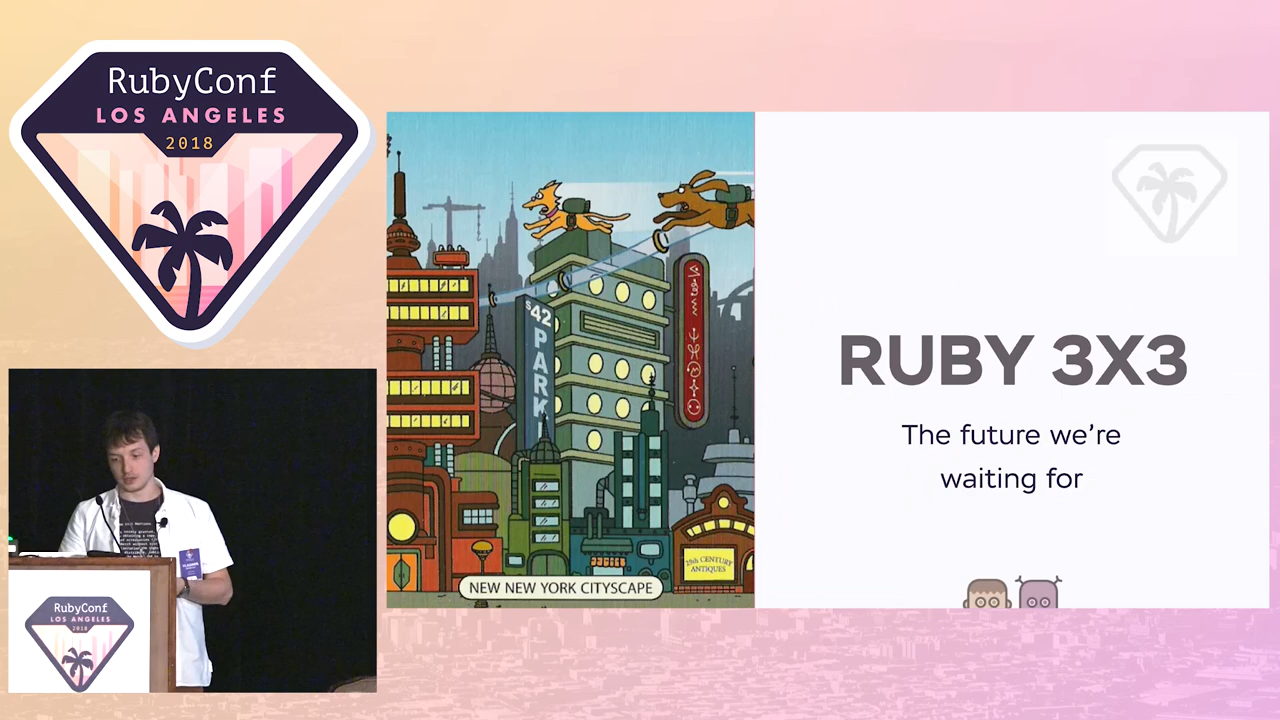 RubyConf
LOS ANGELES
2018
$42
PARK
28th CENTURY
ANTIQUES
NEW NEW YORK CITYSCAPE
RUBY 3X3
The future we're
waiting for
RubyConf
LOS ANGELES
2018